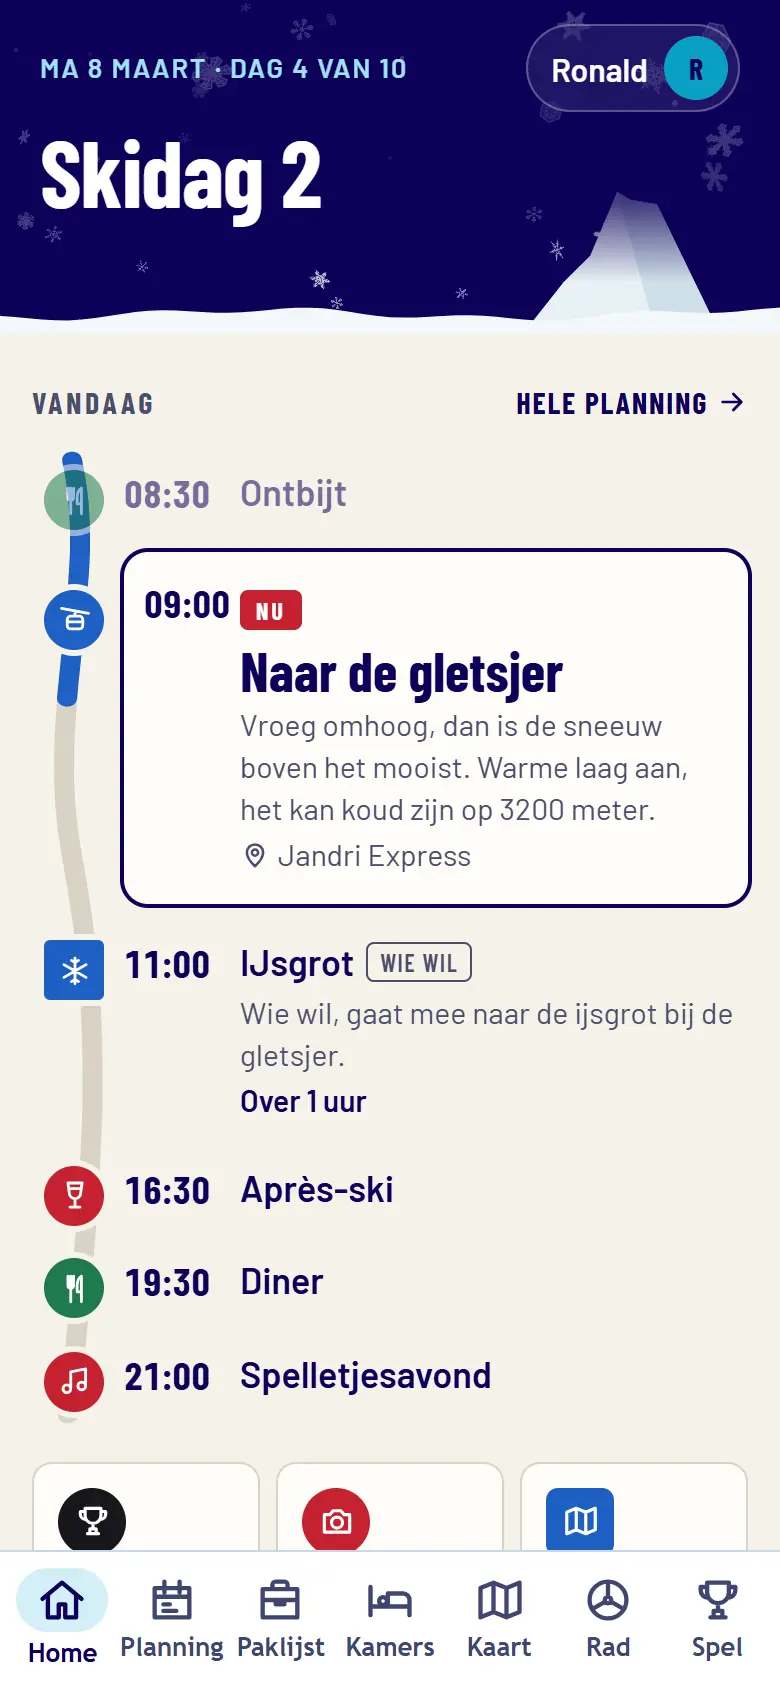 MA 8 MAART · DAG 4 VAN 10
Ronald R
Skidag 2
VANDAAG
HELE PLANNING →
08:30 Ontbijt
09:00 NU
Naar de gletsjer
Vroeg omhoog, dan is de sneeuw
boven het mooist. Warme laag aan,
het kan koud zijn op 3200 meter.
Jandri Express
11:00 IJsgrot WIE WIL
Wie wil, gaat mee naar de ijsgrot bij de
gletsjer.
Over 1 uur
16:30 Après-ski
19:30 Diner
21:00 Spelletjesavond
Home Planning Paklijst Kamers Kaart Rad Spel